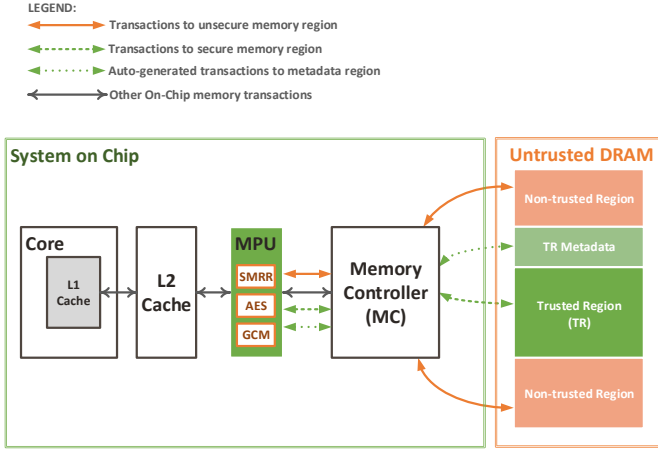 LEGEND:
Transactions to unsecure memory region
Transactions to secure memory region
Auto-generated transactions to metadata region
Other On-Chip memory transactions
System on Chip
Untrusted DRAM
Core
L1
Cache
L2
Cache
MPU
SMRR
AES
GCM
Memory
Controller
(MC)
Non-trusted Region
TR Metadata
Trusted Region
(TR)
Non-trusted Region